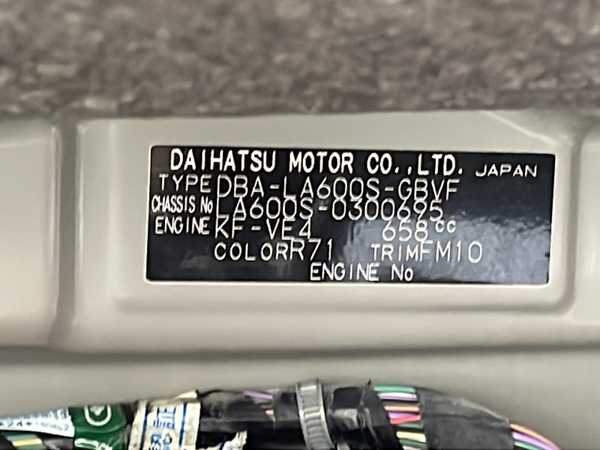 DAIHATSU MOTOR CO.,LTD. JAPAN
TYPE DBA-LA600S-GBVF
CHASSIS No LA600S-0300695
ENGINE KF-VE4 658cc
COLOR R71 TRIM FM10
ENGINE No